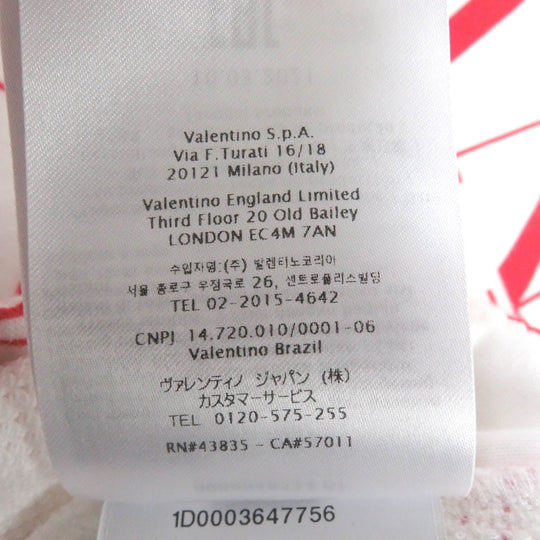 Valentino S.p.A.
Via F.Turati 16/18
20121 Milano (Italy)
Valentino England Limited
Third Floor 20 Old Bailey
LONDON EC4M 7AN
수입자명:(주) 발렌티노코리아
서울 종로구 우정국로 26, 센트로폴리스빌딩
TEL 02-2015-4642
CNPJ 14.720.010/0001-06
Valentino Brazil
ヴァレンティノ ジャパン (株)
カスタマーサービス
TEL 0120-575-255
RN#43835 - CA#57011
1D0003647756